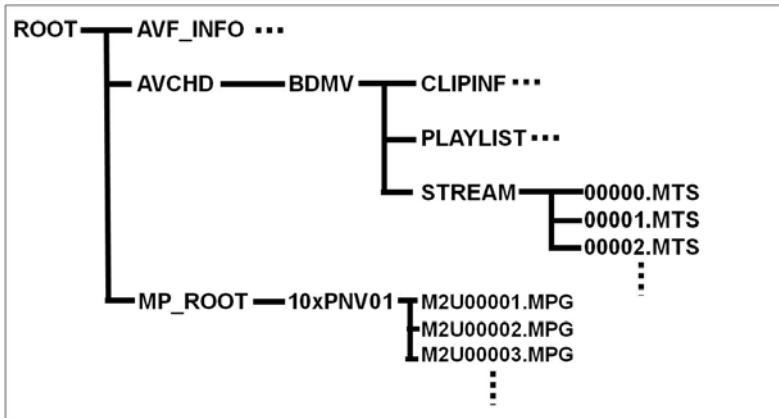 ROOT AVF_INFO
AVCHD BDMV CLIPINF
PLAYLIST
STREAM 00000.MTS
00001.MTS
00002.MTS
MP_ROOT 10xPNV01 M2U00001.MPG
M2U00002.MPG
M2U00003.MPG